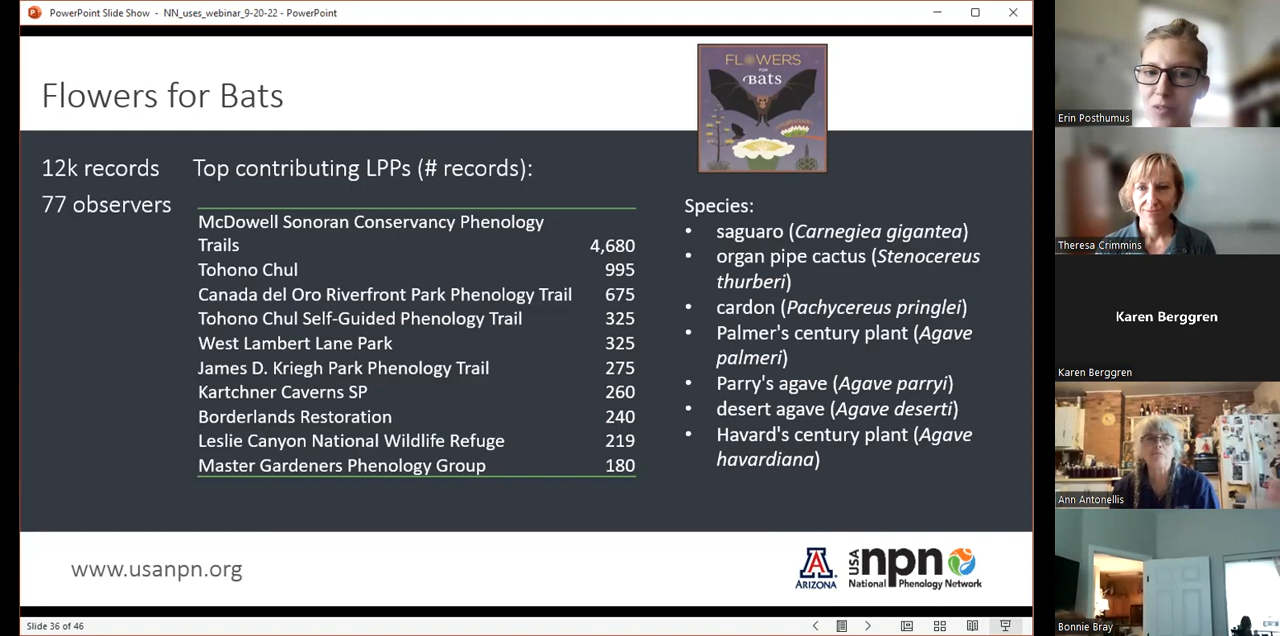 PowerPoint Slide Show - NN_uses_webinar_9-20-22 - PowerPoint
Flowers for Bats
FLOWERS
FOR
Bats
12k records
77 observers
Top contributing LPPs (# records):
McDowell Sonoran Conservancy Phenology
Trails 4,680
Tohono Chul 995
Canada del Oro Riverfront Park Phenology Trail 675
Tohono Chul Self-Guided Phenology Trail 325
West Lambert Lane Park 325
James D. Kriegh Park Phenology Trail 275
Kartchner Caverns SP 260
Borderlands Restoration 240
Leslie Canyon National Wildlife Refuge 219
Master Gardeners Phenology Group 180
Species:
• saguaro (Carnegiea gigantea)
• organ pipe cactus (Stenocereus
thurberi)
• cardon (Pachycereus pringlei)
• Palmer's century plant (Agave
palmeri)
• Parry's agave (Agave parryi)
• desert agave (Agave deserti)
• Havard's century plant (Agave
havardiana)
www.usanpn.org
A
ARIZONA
USA npn
National Phenology Network
Slide 36 of 46
Erin Posthumus
Theresa Crimmins
Karen Berggren
Karen Berggren
Ann Antonellis
Bonnie Bray